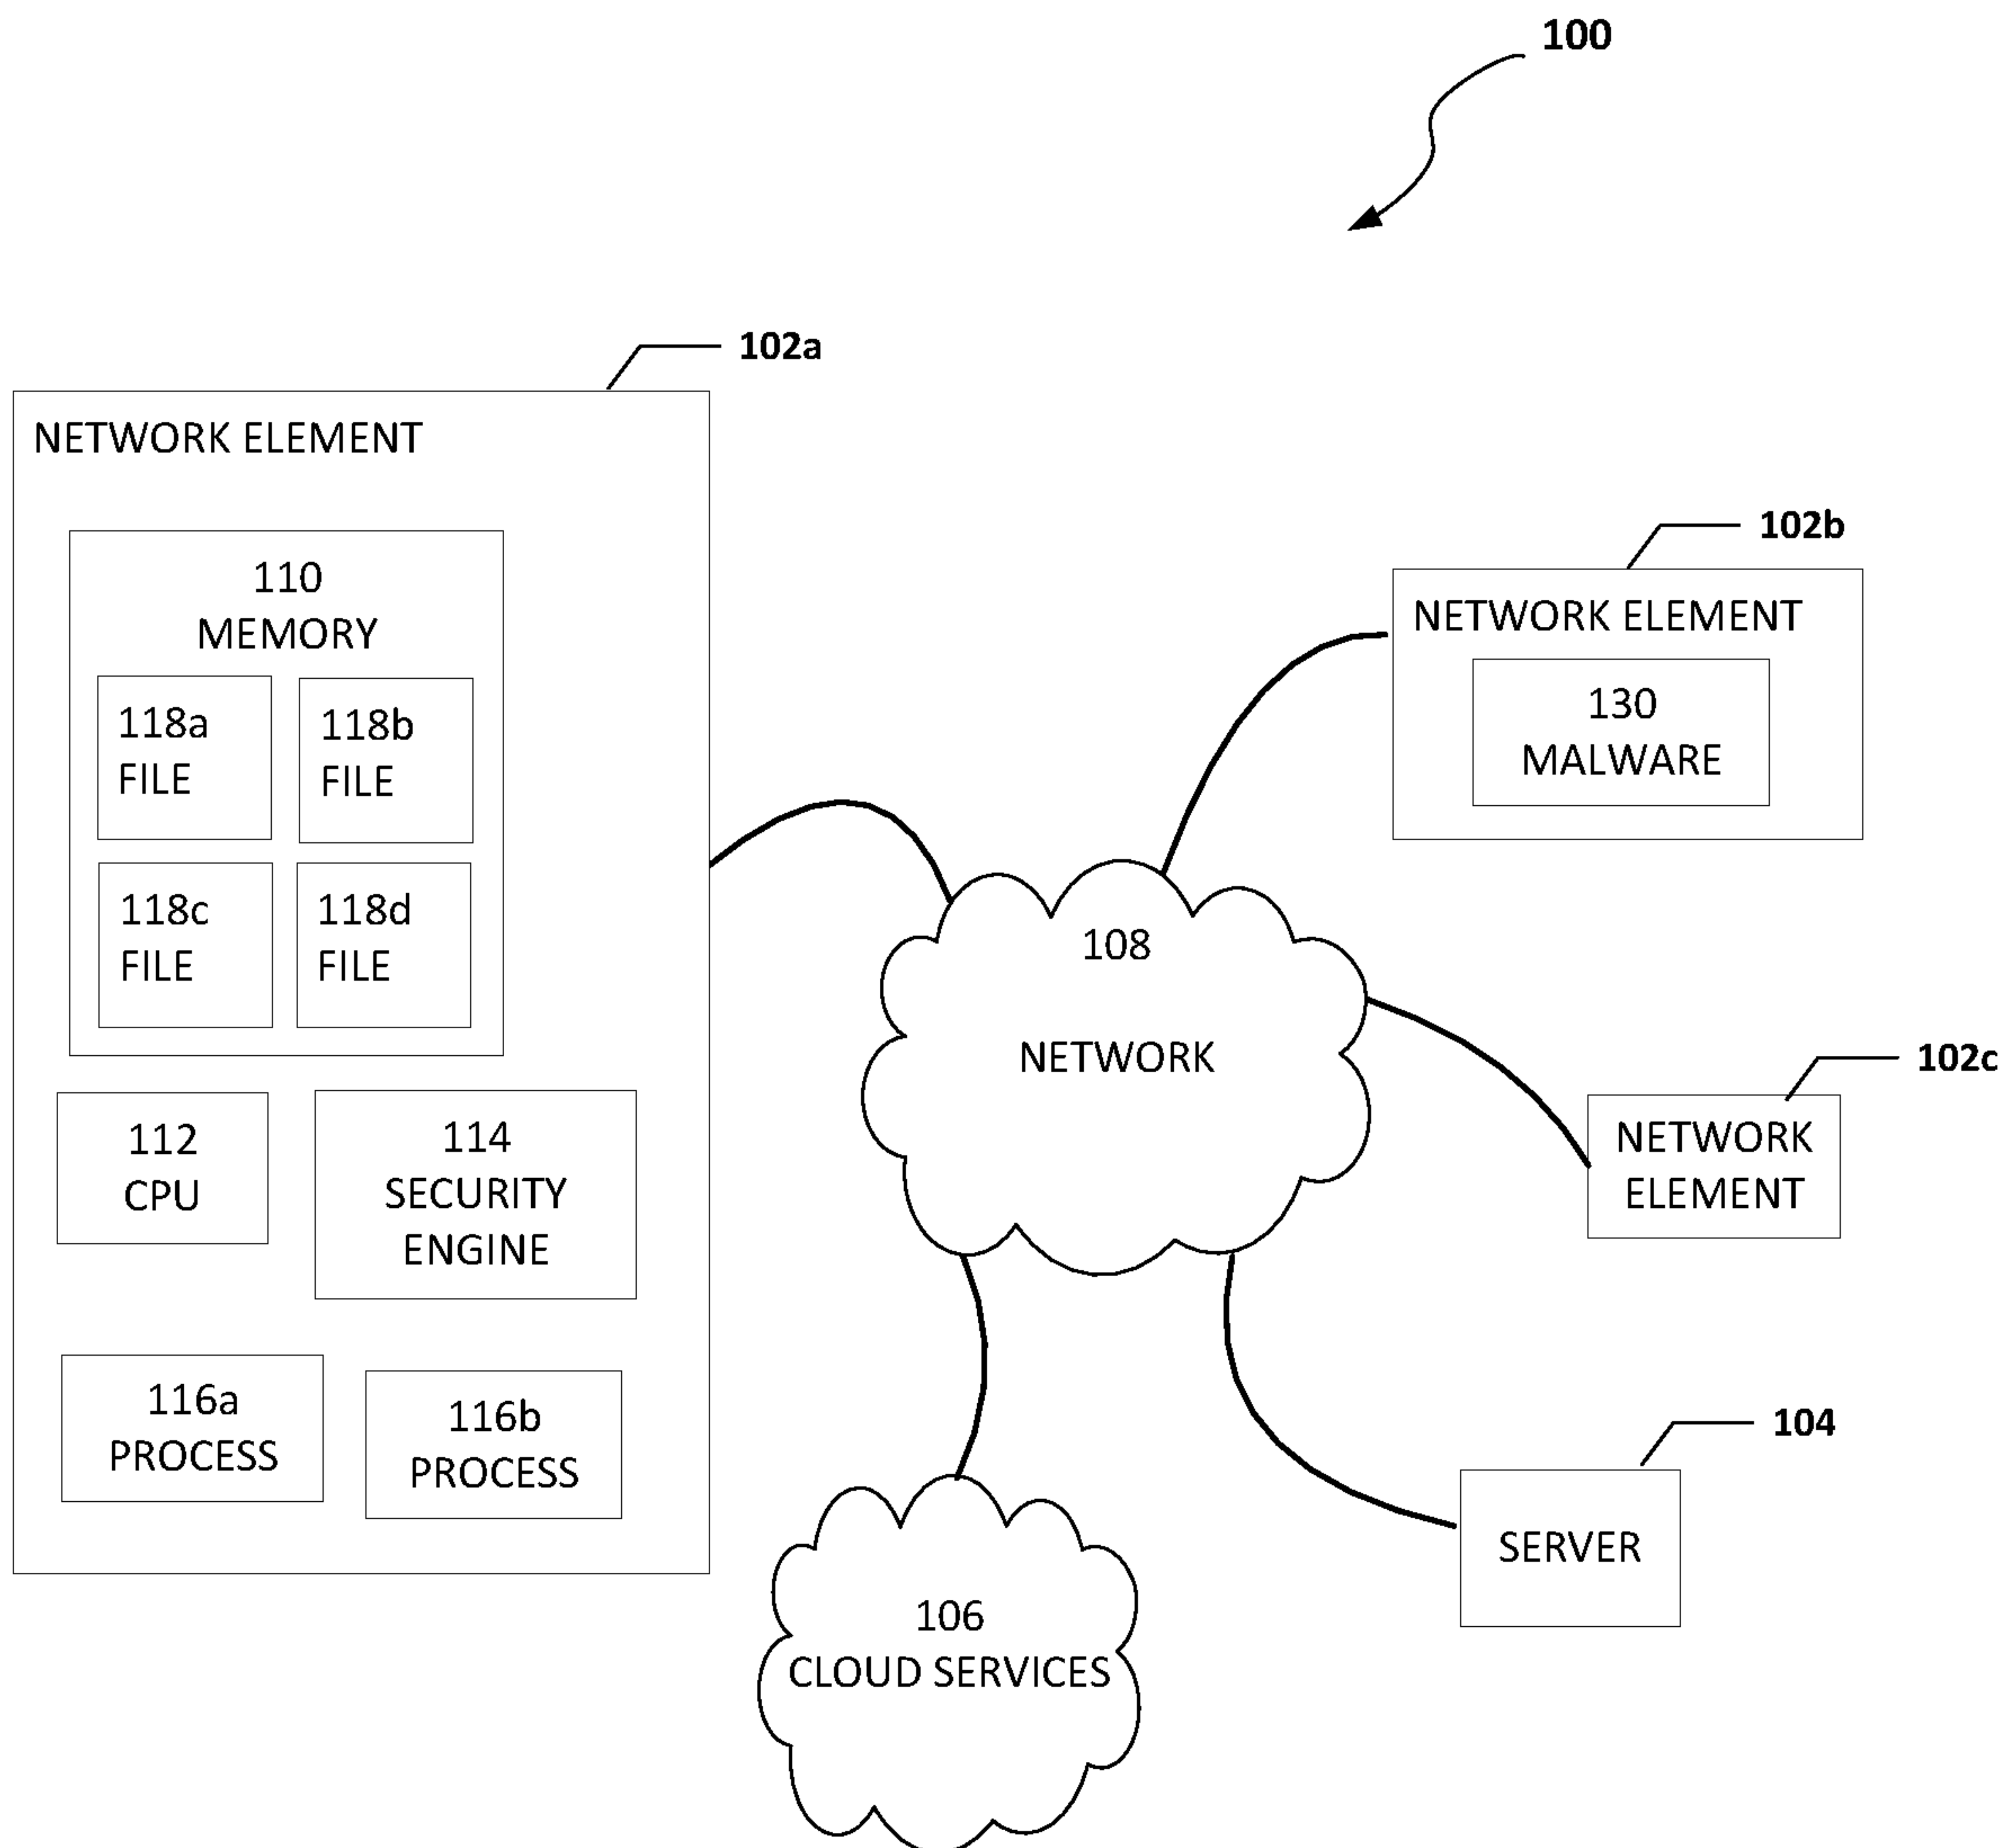 100
102a
NETWORK ELEMENT
110
MEMORY
118a
FILE
118b
FILE
118c
FILE
118d
FILE
112
CPU
114
SECURITY
ENGINE
116a
PROCESS
116b
PROCESS
102b
NETWORK ELEMENT
130
MALWARE
108
NETWORK
102c
NETWORK
ELEMENT
104
SERVER
106
CLOUD SERVICES